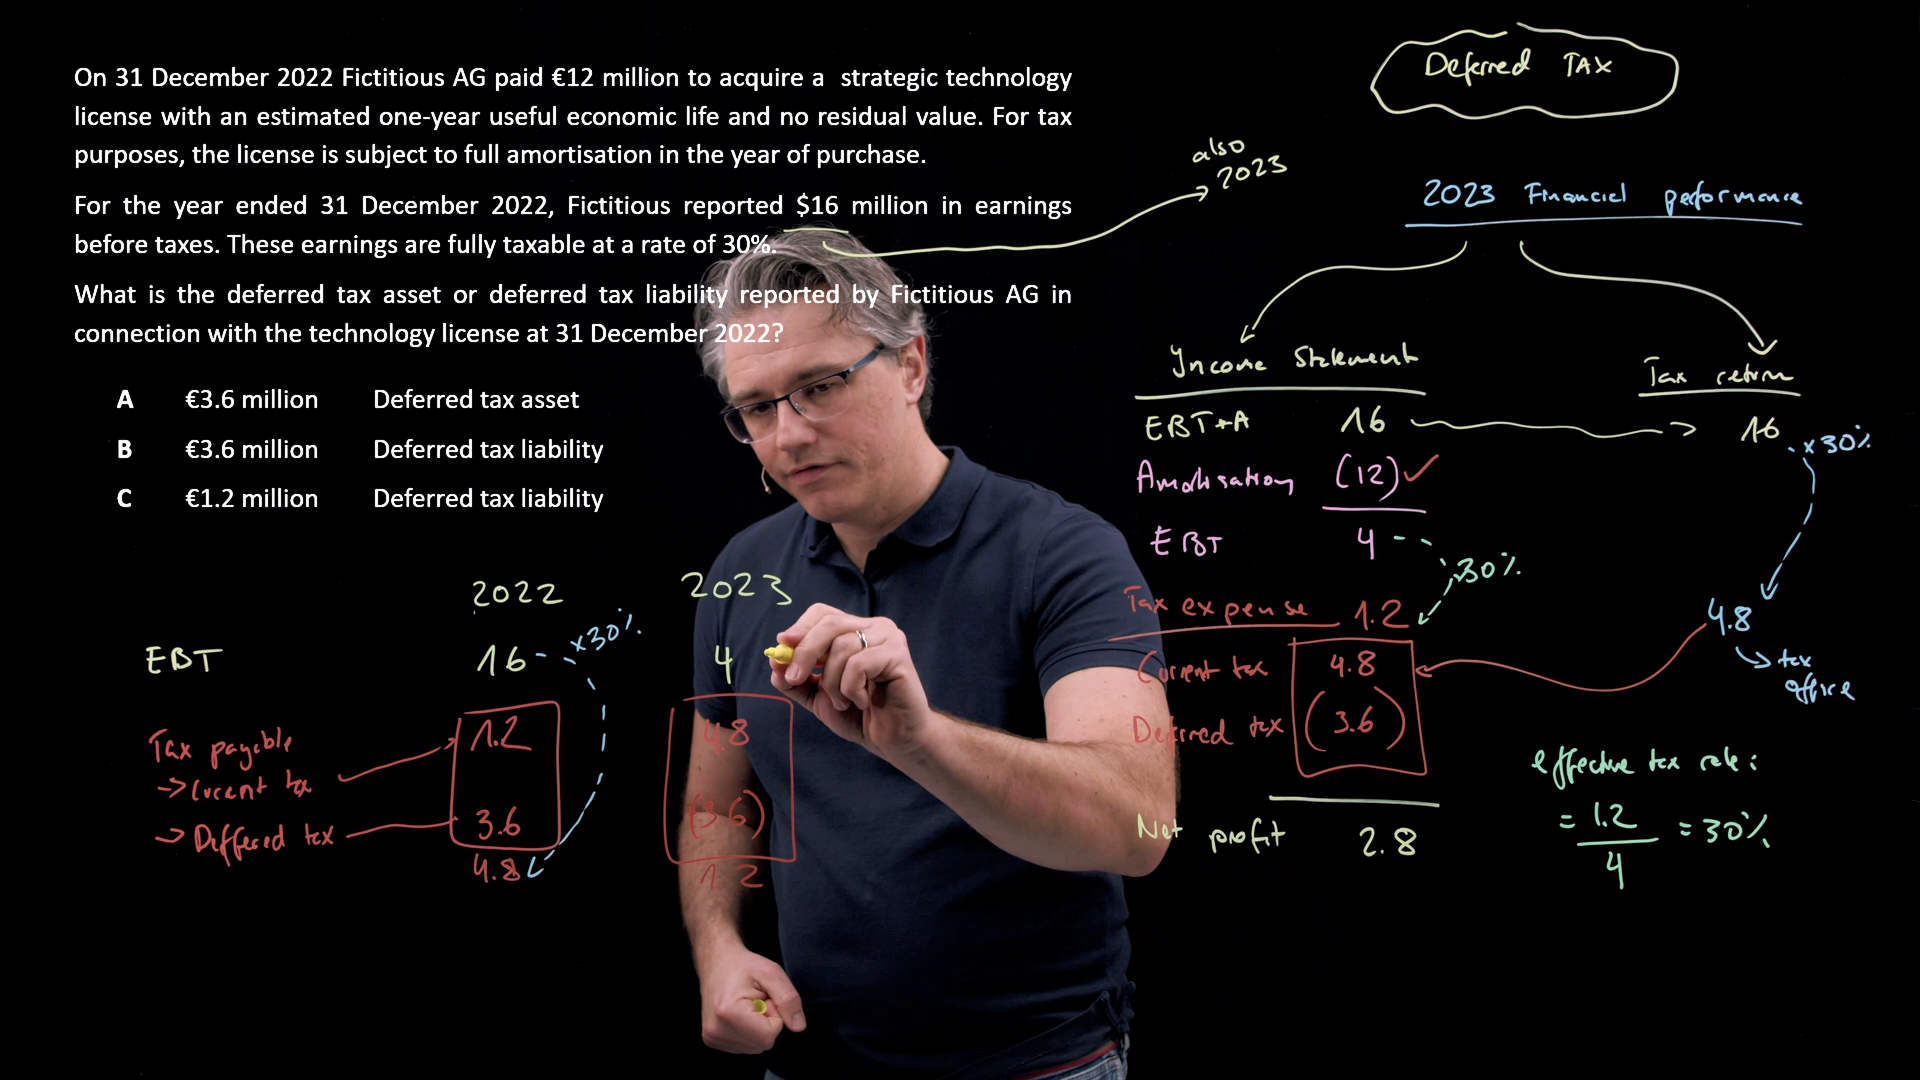 On 31 December 2022 Fictitious AG paid €12 million to acquire a strategic technology
license with an estimated one-year useful economic life and no residual value. For tax
purposes, the license is subject to full amortisation in the year of purchase.
For the year ended 31 December 2022, Fictitious reported $16 million in earnings
before taxes. These earnings are fully taxable at a rate of 30%.
What is the deferred tax asset or deferred tax liability reported by Fictitious AG in
connection with the technology license at 31 December 2022?
A €3.6 million Deferred tax asset
B €3.6 million Deferred tax liability
C €1.2 million Deferred tax liability
2022 2023
EBT 16 x30% 4
Tax payable
→ Current tax 1.2 4.8
→ Deffered tax 3.6 (3.6)
4.8 1.2
Deferred TAX
also
2023
2023 Financial performance
Income Statement
EBT+A 16
Amortisation (12) ✓
EBT 4
30%
Tax expense 1.2
Current tax 4.8
Deferred tax (3.6)
Net profit 2.8
Tax return
16 x30%
4.8
tax
office
effective tax rate:
= 1.2 / 4 = 30%